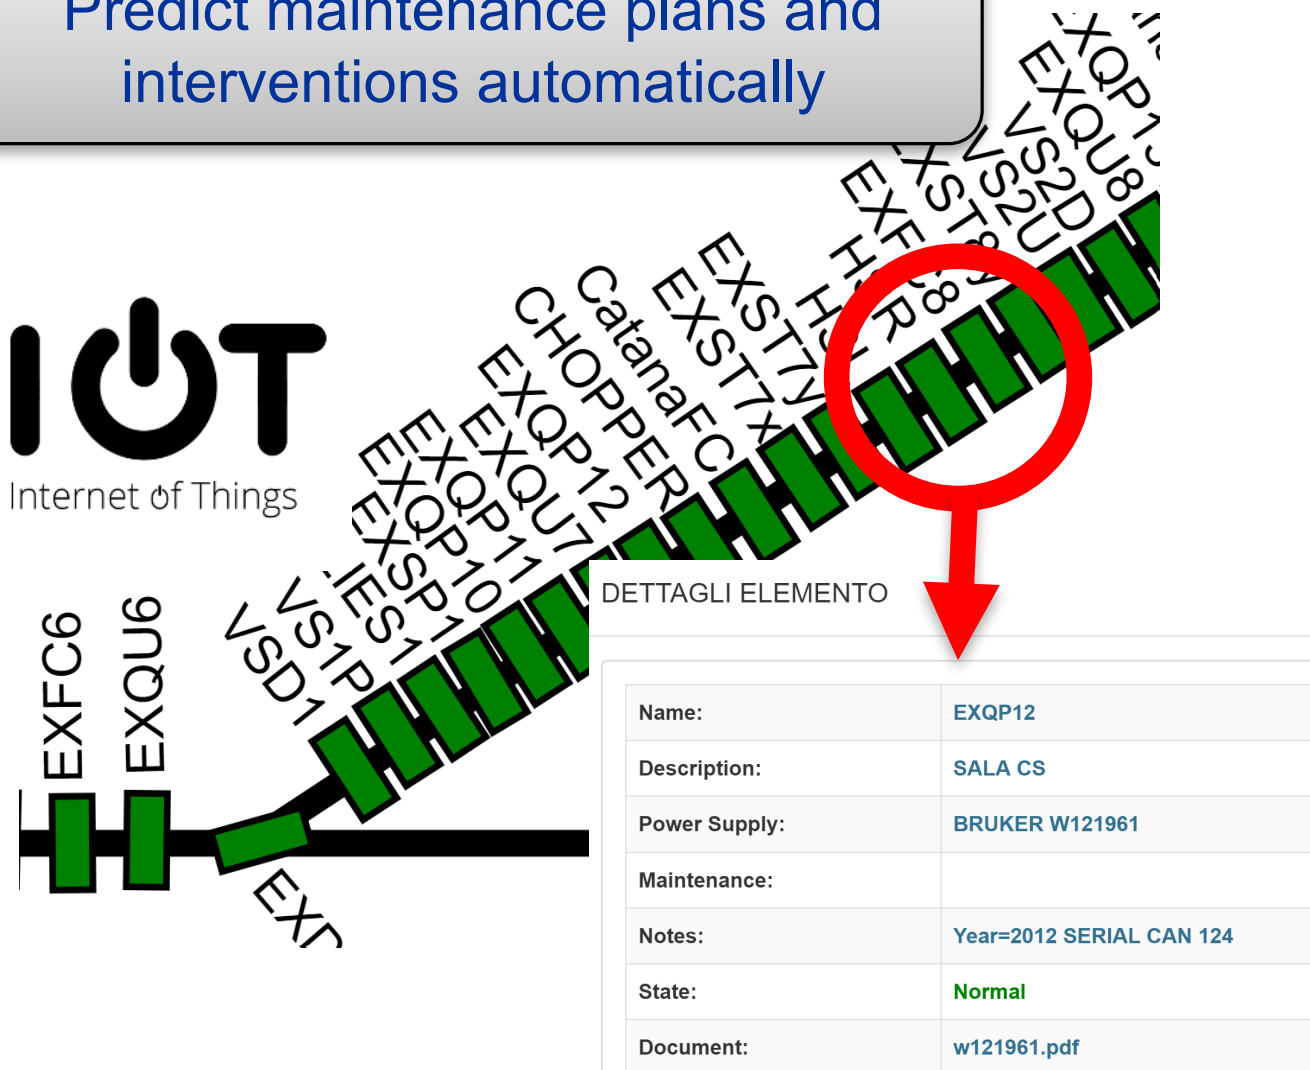 Predict maintenance plans and
interventions automatically
EXQU8
VS2D
VS2U
CatanaFC
CHOPPER
EXST7x
EXST7y
EXQP12
EXQU7
EXQP11
EXQP10
EXSP1
IES1
VS1P
VSD1
EXFC6
EXQU6
IOT
Internet of Things
DETTAGLI ELEMENTO
Name: EXQP12
Description: SALA CS
Power Supply: BRUKER W121961
Maintenance:
Notes: Year=2012 SERIAL CAN 124
State: Normal
Document: w121961.pdf